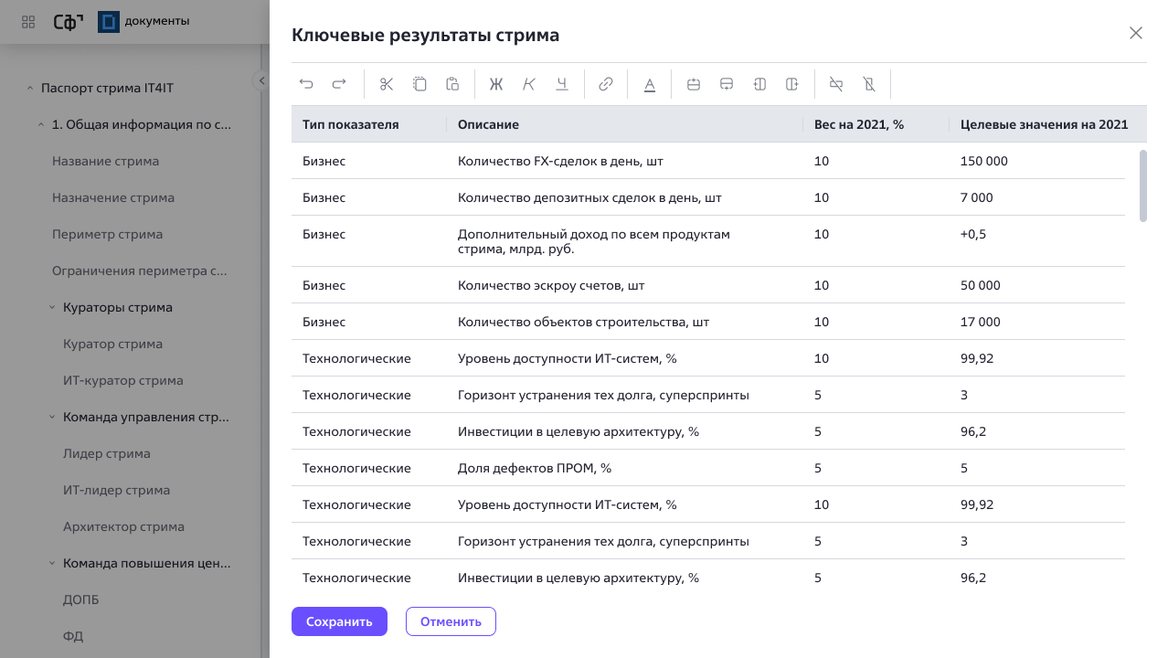 Сф
документы
Паспорт стрима IT4IT
1. Общая информация по с...
Название стрима
Назначение стрима
Периметр стрима
Ограничения периметра с...
Кураторы стрима
Куратор стрима
ИТ-куратор стрима
Команда управления стр...
Лидер стрима
ИТ-лидер стрима
Архитектор стрима
Команда повышения цен...
ДОПБ
ФД
Ключевые результаты стрима
Ж К Ч A
Тип показателя Описание Вес на 2021, % Целевые значения на 2021
Бизнес Количество FX-сделок в день, шт 10 150 000
Бизнес Количество депозитных сделок в день, шт 10 7 000
Бизнес Дополнительный доход по всем продуктам 10 +0,5
стрима, млрд. руб.
Бизнес Количество эскроу счетов, шт 10 50 000
Бизнес Количество объектов строительства, шт 10 17 000
Технологические Уровень доступности ИТ-систем, % 10 99,92
Технологические Горизонт устранения тех долга, суперспринты 5 3
Технологические Инвестиции в целевую архитектуру, % 5 96,2
Технологические Доля дефектов ПРОМ, % 5 5
Технологические Уровень доступности ИТ-систем, % 10 99,92
Технологические Горизонт устранения тех долга, суперспринты 5 3
Технологические Инвестиции в целевую архитектуру, % 5 96,2
Сохранить Отменить